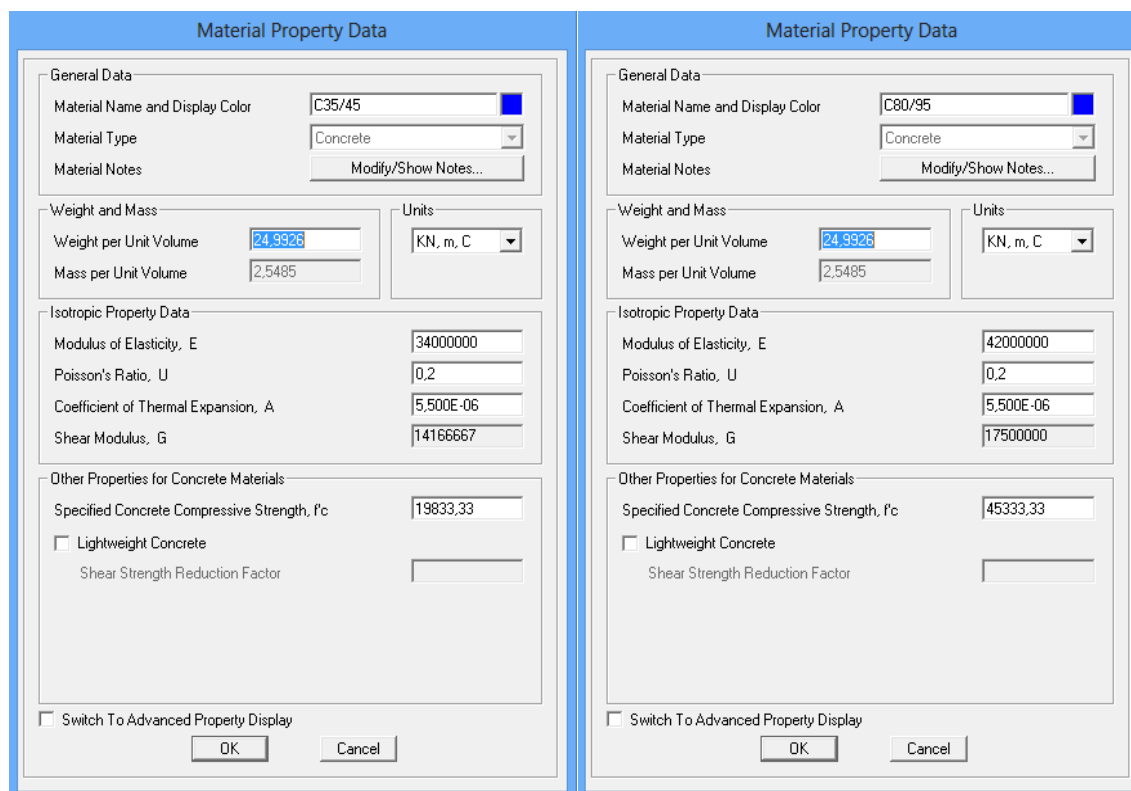 Material Property Data
General Data
Material Name and Display Color C35/45
Material Type Concrete
Material Notes Modify/Show Notes...
Weight and Mass
Weight per Unit Volume 24,9926
Mass per Unit Volume 2,5485
Units
KN, m, C
Isotropic Property Data
Modulus of Elasticity, E 34000000
Poisson's Ratio, U 0,2
Coefficient of Thermal Expansion, A 5,500E-06
Shear Modulus, G 14166667
Other Properties for Concrete Materials
Specified Concrete Compressive Strength, f'c 19833,33
Lightweight Concrete
Shear Strength Reduction Factor
Switch To Advanced Property Display
OK Cancel
Material Property Data
General Data
Material Name and Display Color C80/95
Material Type Concrete
Material Notes Modify/Show Notes...
Weight and Mass
Weight per Unit Volume 24,9926
Mass per Unit Volume 2,5485
Units
KN, m, C
Isotropic Property Data
Modulus of Elasticity, E 42000000
Poisson's Ratio, U 0,2
Coefficient of Thermal Expansion, A 5,500E-06
Shear Modulus, G 17500000
Other Properties for Concrete Materials
Specified Concrete Compressive Strength, f'c 45333,33
Lightweight Concrete
Shear Strength Reduction Factor
Switch To Advanced Property Display
OK Cancel